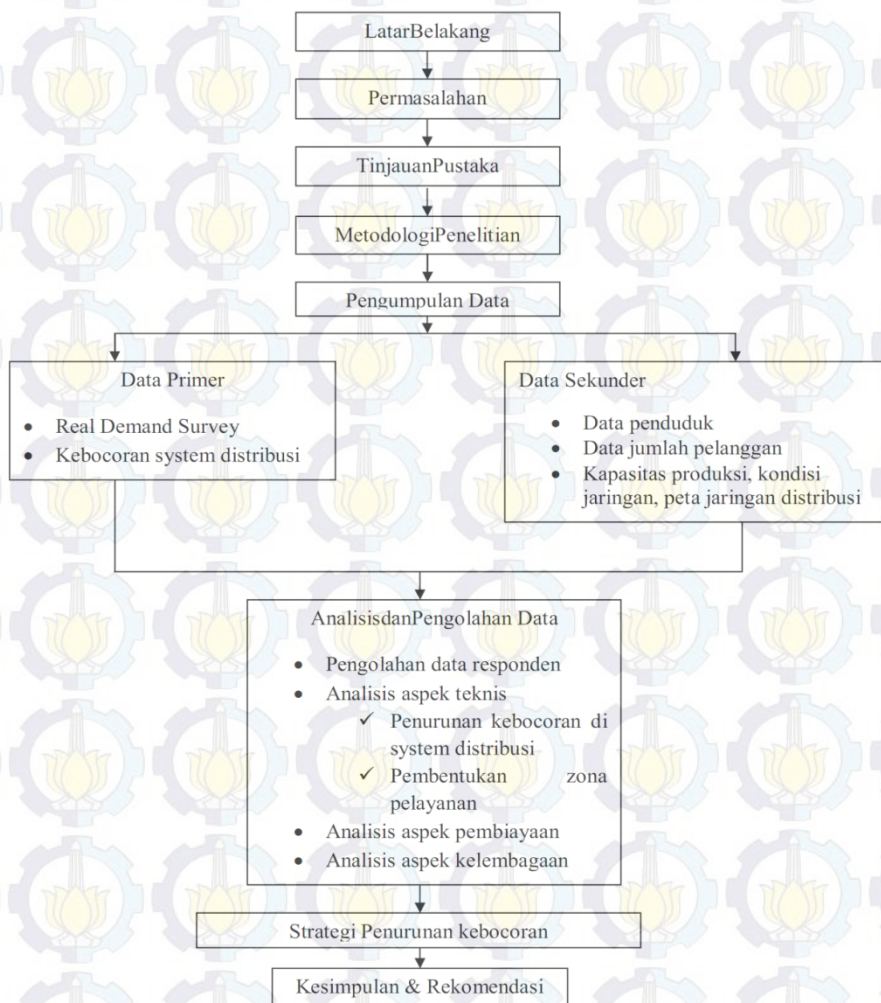 LatarBelakang
Permasalahan
TinjauanPustaka
MetodologiPenelitian
Pengumpulan Data
Data Primer
• Real Demand Survey
• Kebocoran system distribusi
Data Sekunder
• Data penduduk
• Data jumlah pelanggan
• Kapasitas produksi, kondisi
jaringan, peta jaringan distribusi
AnalisisdanPengolahan Data
• Pengolahan data responden
• Analisis aspek teknis
✓ Penurunan kebocoran di
system distribusi
✓ Pembentukan zona
pelayanan
• Analisis aspek pembiayaan
• Analisis aspek kelembagaan
Strategi Penurunan kebocoran
Kesimpulan & Rekomendasi